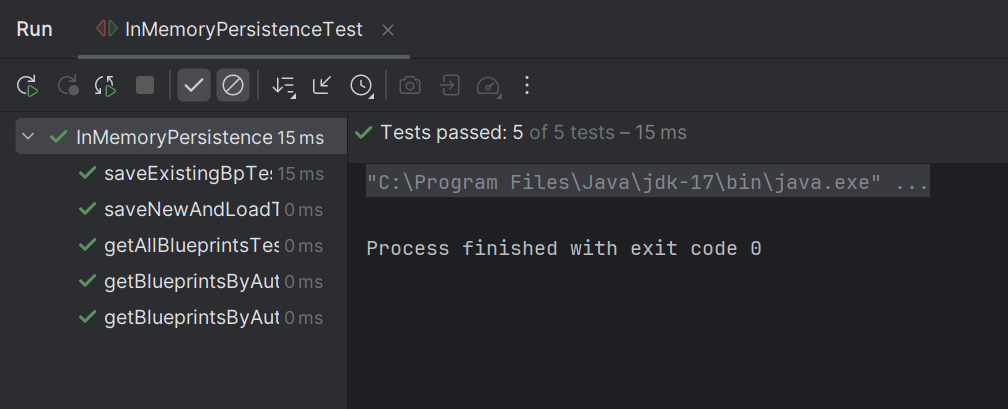 Run InMemoryPersistenceTest
InMemoryPersistence 15 ms
saveExistingBpTes 15 ms
saveNewAndLoadT 0 ms
getAllBlueprintsTes 0 ms
getBlueprintsByAut 0 ms
getBlueprintsByAut 0 ms
Tests passed: 5 of 5 tests – 15 ms
"C:\Program Files\Java\jdk-17\bin\java.exe" ...
Process finished with exit code 0